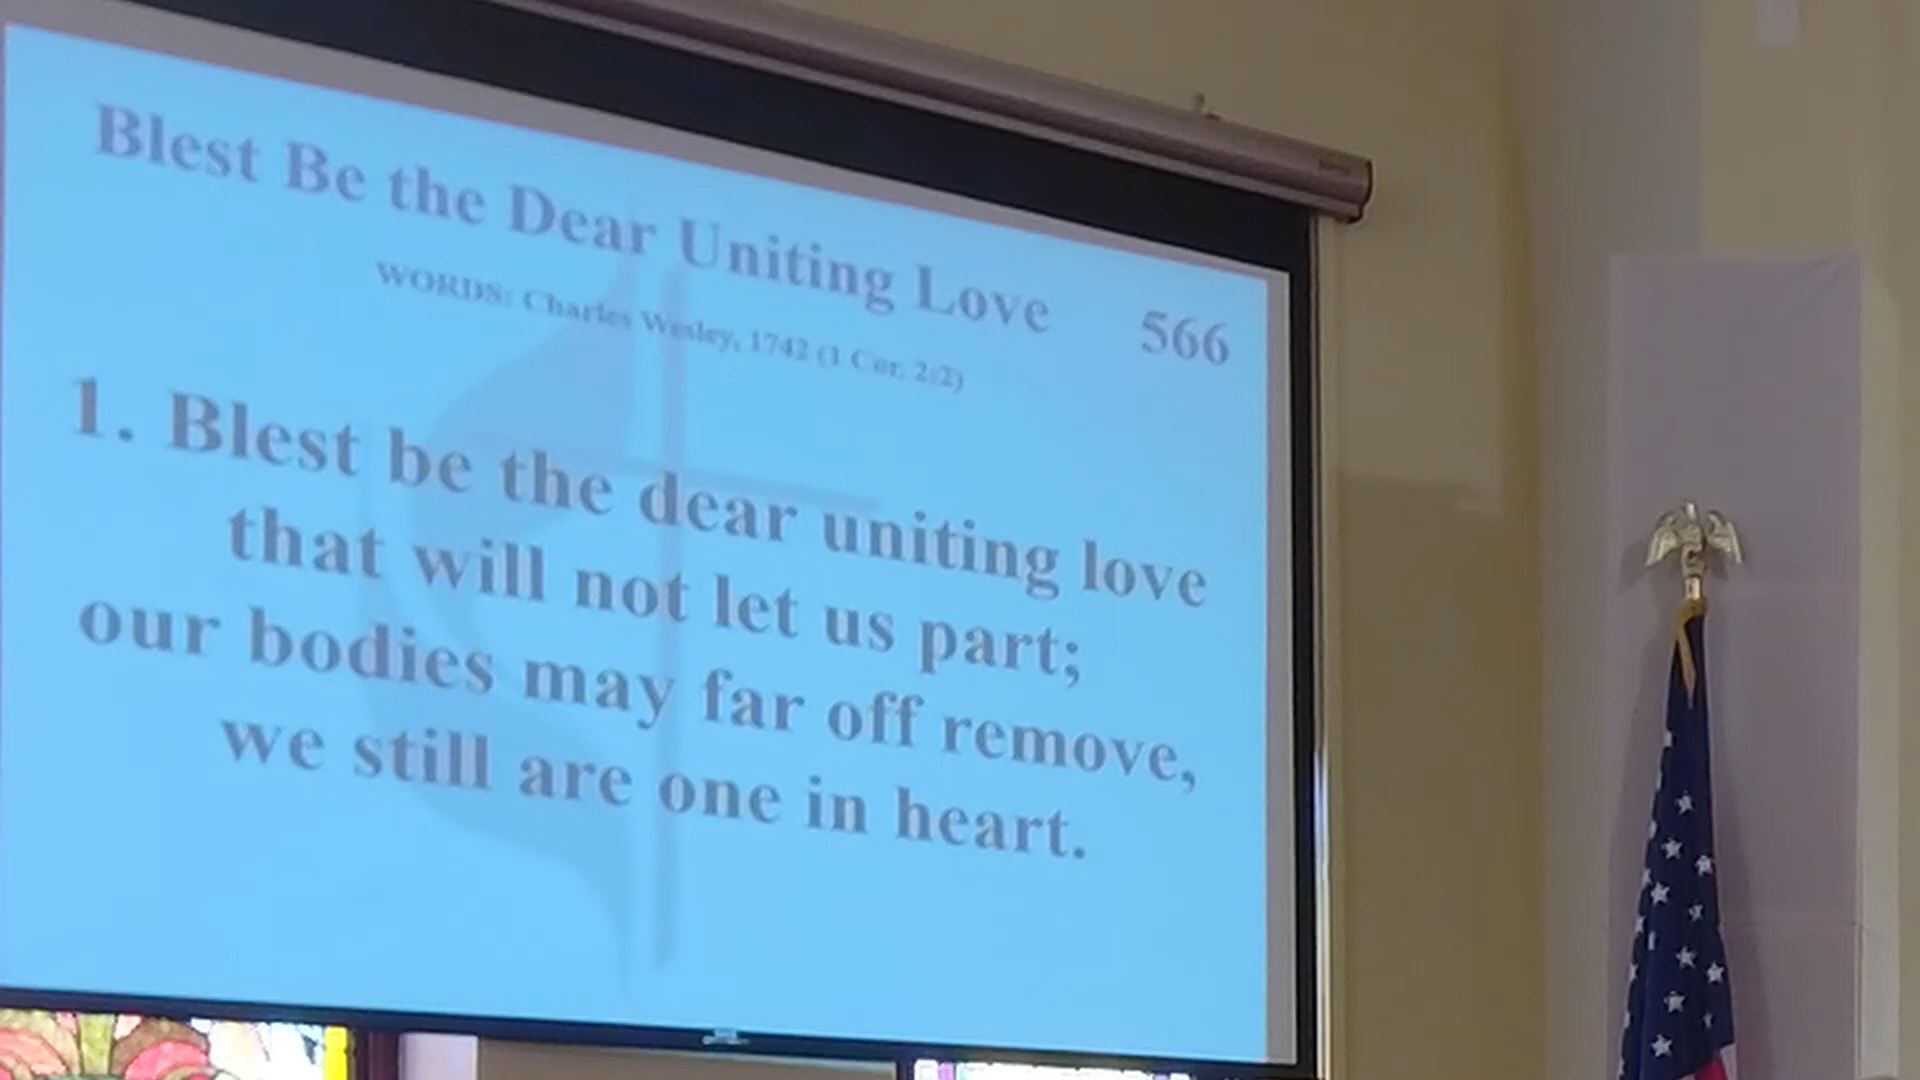 Blest Be the Dear Uniting Love 566
WORDS: Charles Wesley, 1742 (1 Cor. 2:2)
1. Blest be the dear uniting love
that will not let us part;
our bodies may far off remove,
we still are one in heart.